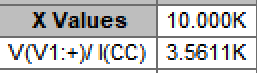 X Values 10.000K
V(V1:+)/ I(CC) 3.5611K